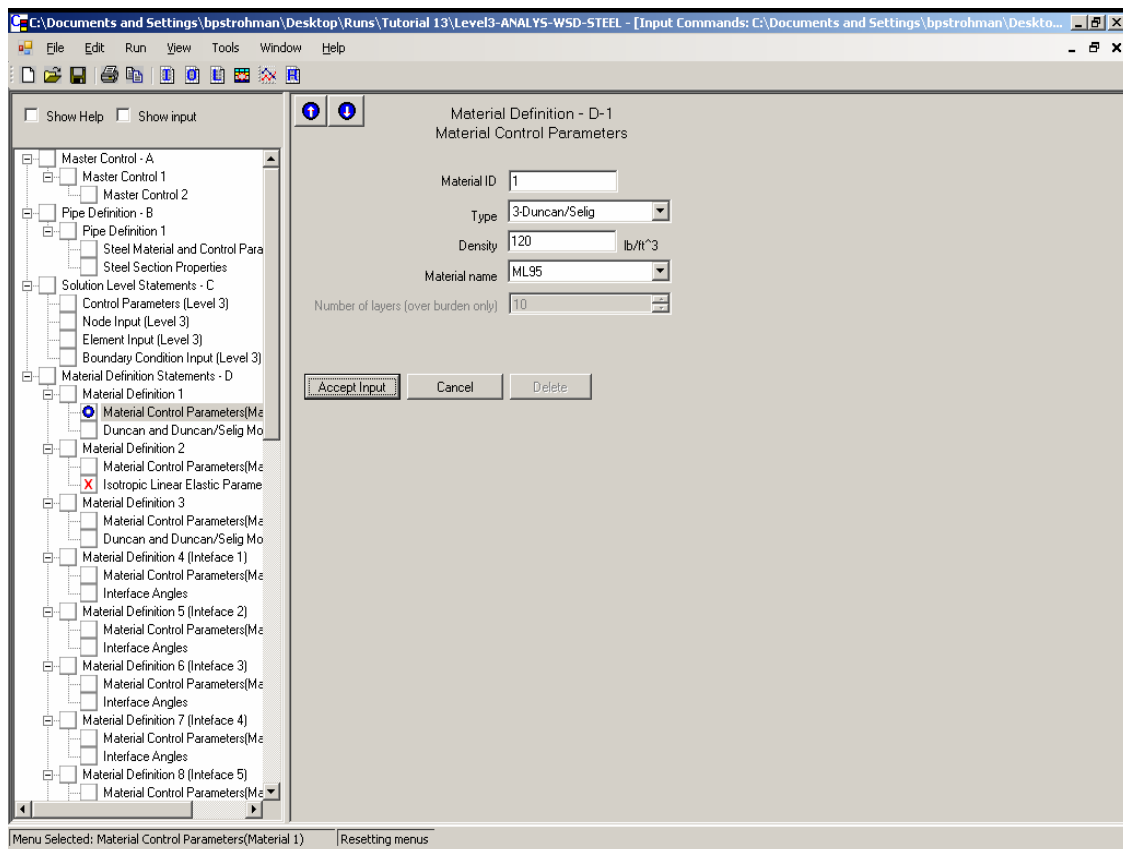 C:\Documents and Settings\bpstrohman\Desktop\Runs\Tutorial 13\Level3-ANALYS-WSD-STEEL - [Input Commands: C:\Documents and Settings\bpstrohman\Deskto...
File Edit Run View Tools Window Help
Show Help Show input
Master Control - A
Master Control 1
Master Control 2
Pipe Definition - B
Pipe Definition 1
Steel Material and Control Para
Steel Section Properties
Solution Level Statements - C
Control Parameters (Level 3)
Node Input (Level 3)
Element Input (Level 3)
Boundary Condition Input (Level 3)
Material Definition Statements - D
Material Definition 1
Material Control Parameters(Ma
Duncan and Duncan/Selig Mo
Material Definition 2
Material Control Parameters(Ma
X Isotropic Linear Elastic Parame
Material Definition 3
Material Control Parameters(Ma
Duncan and Duncan/Selig Mo
Material Definition 4 (Inteface 1)
Material Control Parameters(Ma
Interface Angles
Material Definition 5 (Inteface 2)
Material Control Parameters(Ma
Interface Angles
Material Definition 6 (Inteface 3)
Material Control Parameters(Ma
Interface Angles
Material Definition 7 (Inteface 4)
Material Control Parameters(Ma
Interface Angles
Material Definition 8 (Inteface 5)
Material Control Parameters(Ma
Material Definition - D-1
Material Control Parameters
Material ID 1
Type 3-Duncan/Selig
Density 120 lb/ft^3
Material name ML95
Number of layers (over burden only) 10
Accept Input Cancel Delete
Menu Selected: Material Control Parameters(Material 1) Resetting menus